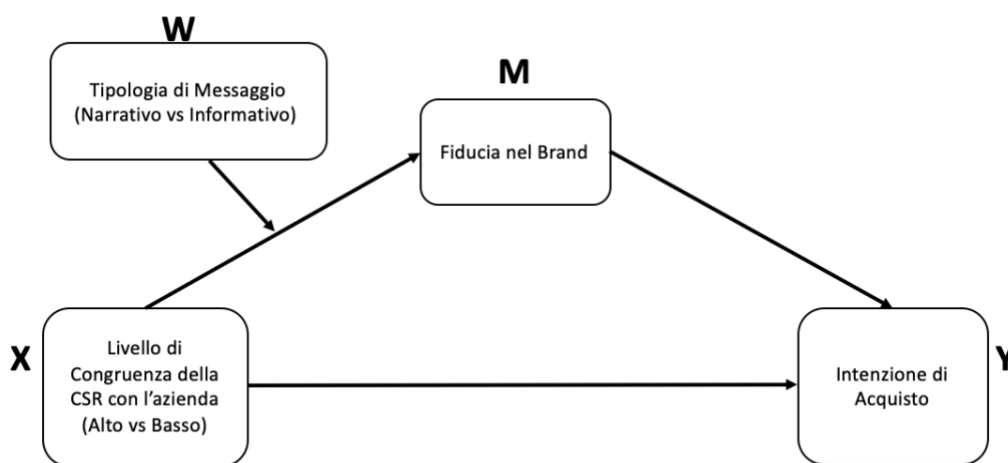 W
Tipologia di Messaggio
(Narrativo vs Informativo)
M
Fiducia nel Brand
X
Livello di
Congruenza della
CSR con l’azienda
(Alto vs Basso)
Intenzione di
Acquisto
Y